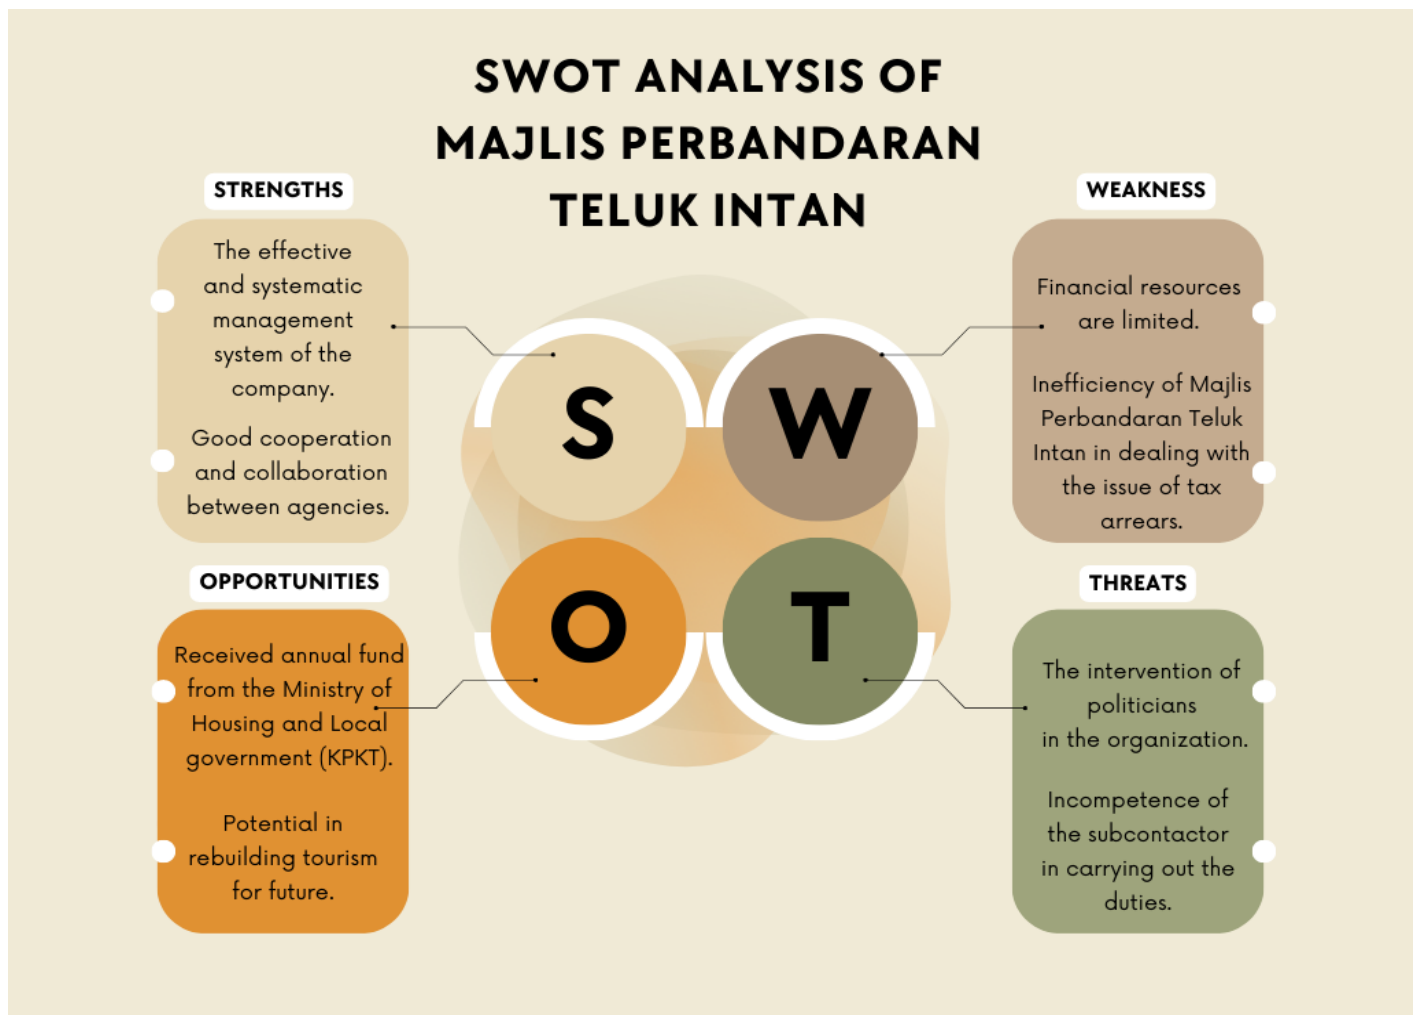 SWOT ANALYSIS OF
MAJLIS PERBANDARAN
TELUK INTAN
STRENGTHS
The effective
and systematic
management
system of the
company.
Good cooperation
and collaboration
between agencies.
WEAKNESS
Financial resources
are limited.
Inefficiency of Majlis
Perbandaran Teluk
Intan in dealing with
the issue of tax
arrears.
S
W
O
T
OPPORTUNITIES
Received annual fund
from the Ministry of
Housing and Local
government (KPKT).
Potential in
rebuilding tourism
for future.
THREATS
The intervention of
politicians
in the organization.
Incompetence of
the subcontactor
in carrying out the
duties.